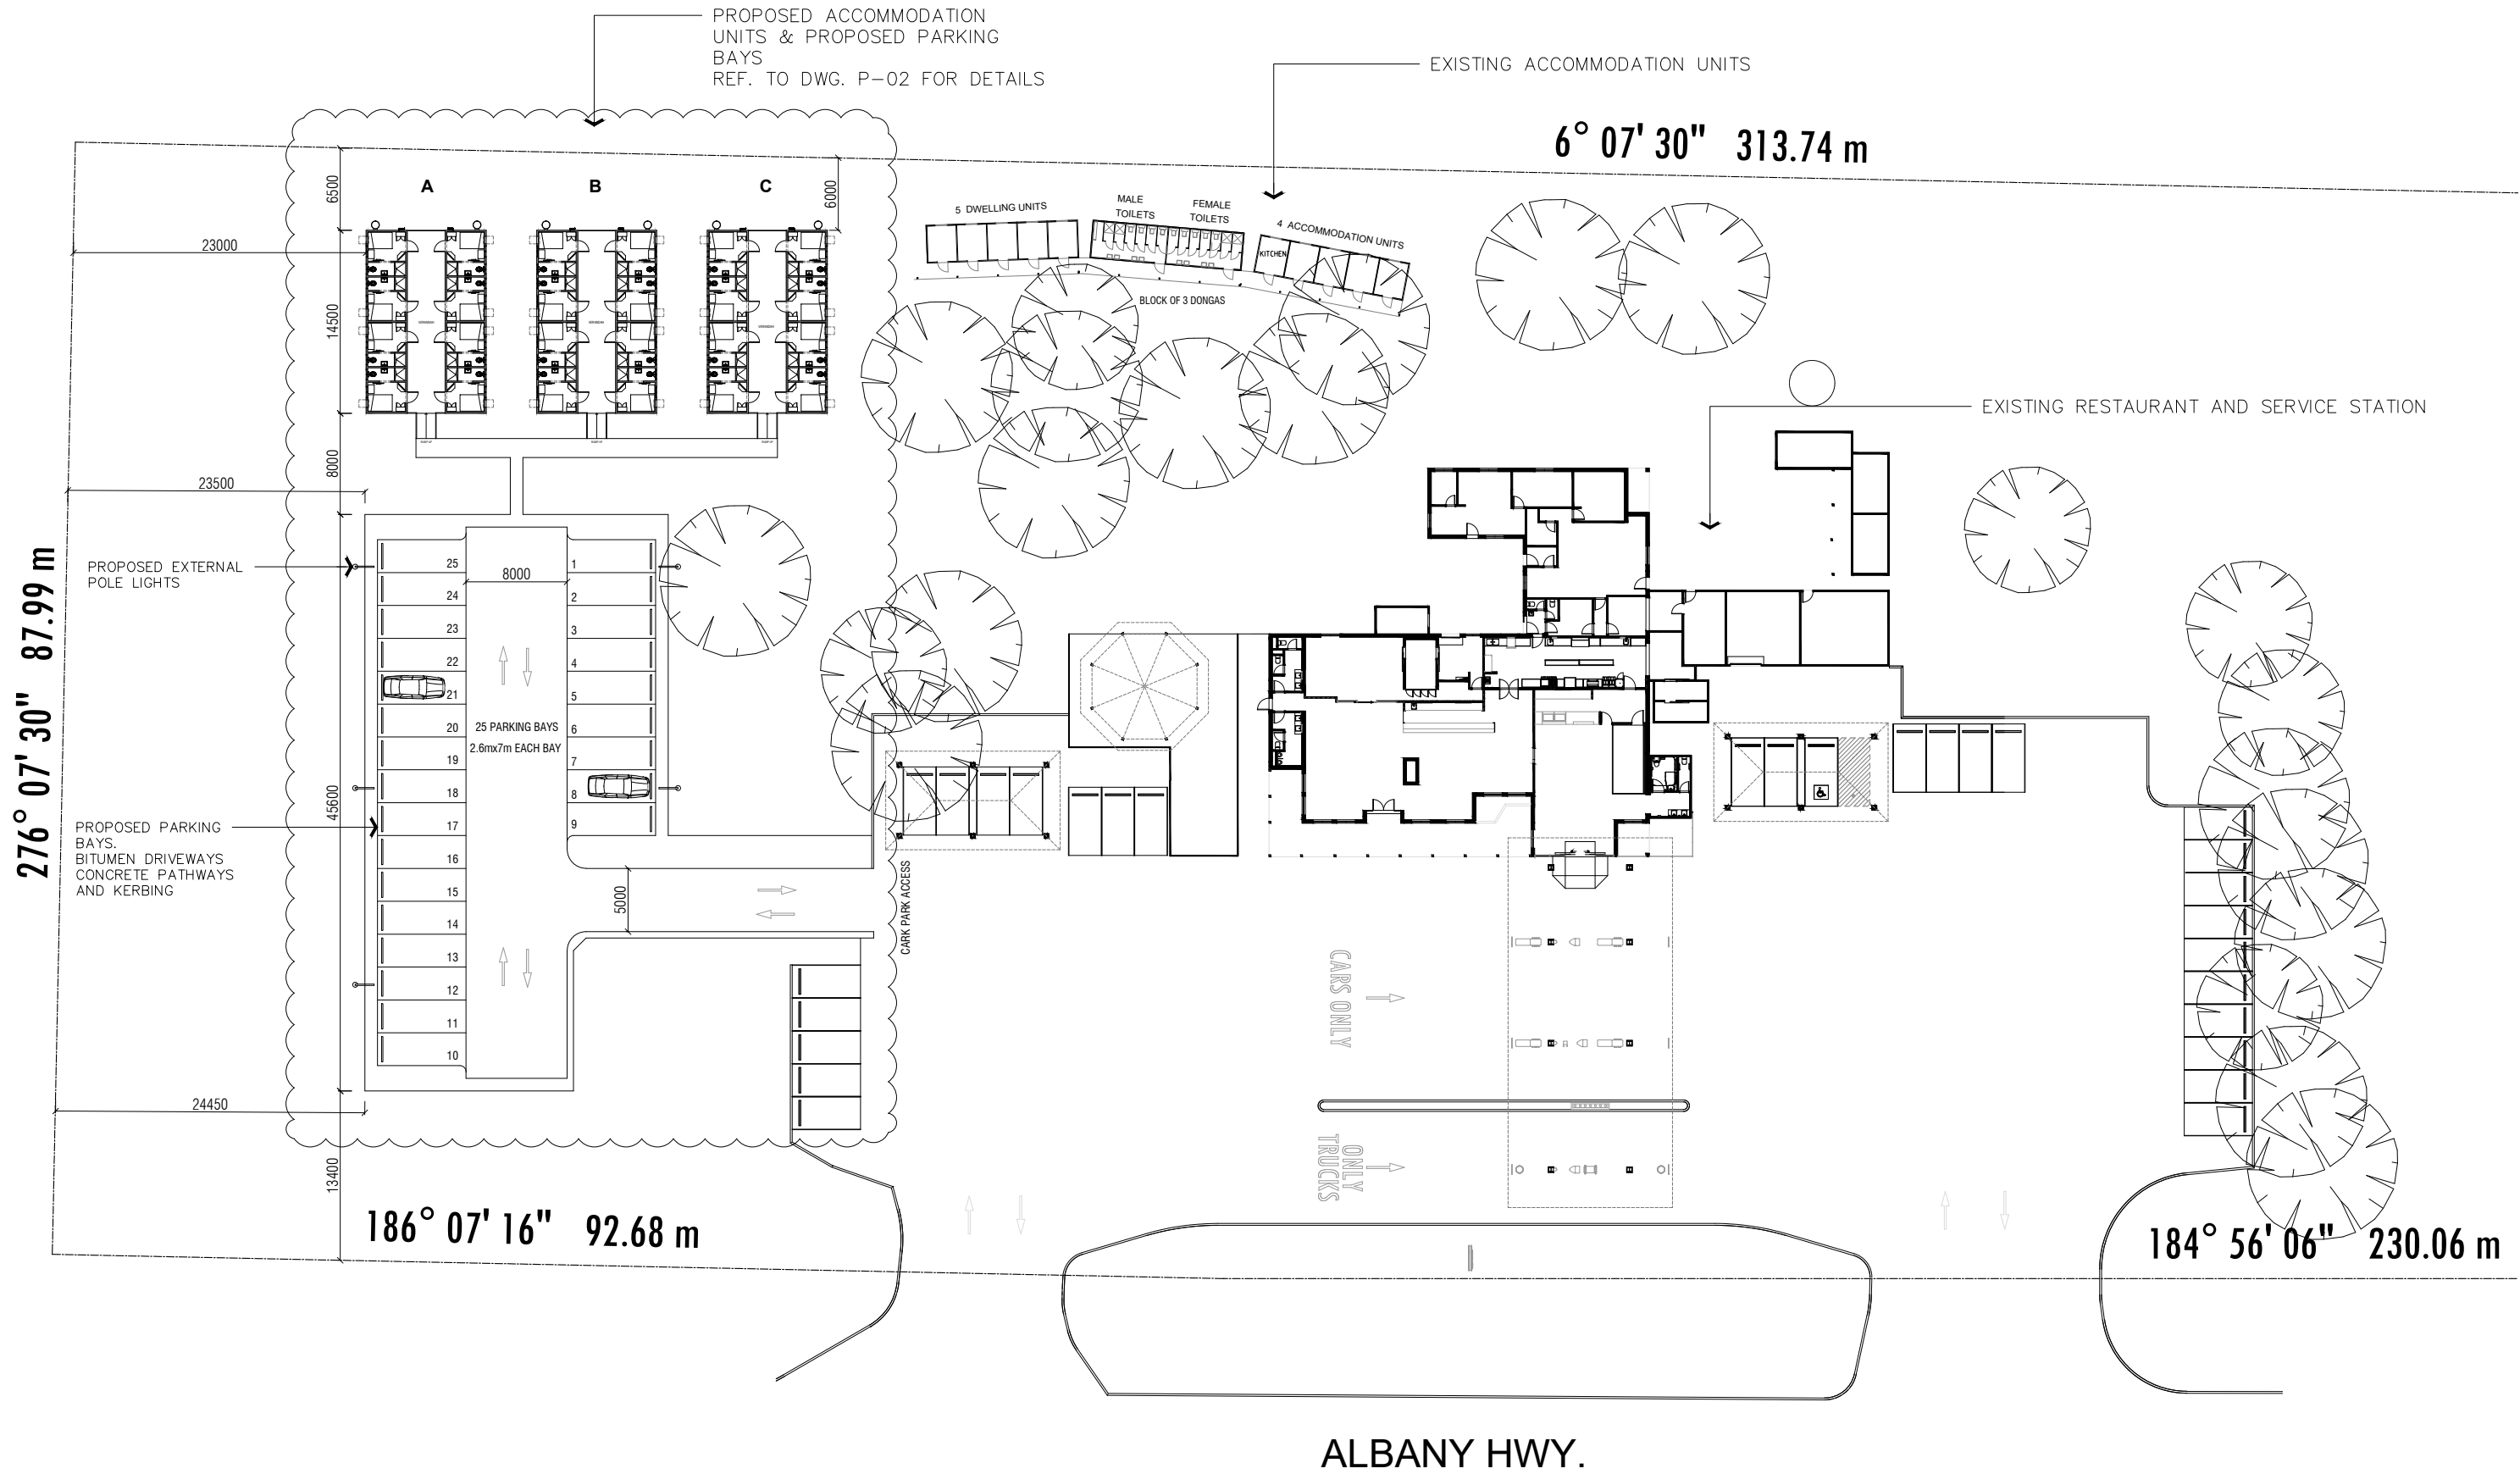 PROPOSED ACCOMMODATION
UNITS & PROPOSED PARKING
BAYS
REF. TO DWG. P-02 FOR DETAILS
EXISTING ACCOMMODATION UNITS
6° 07' 30" 313.74 m
A
B
C
6500
6000
23000
14500
5 DWELLING UNITS
MALE
TOILETS
FEMALE
TOILETS
4 ACCOMMODATION UNITS
KITCHEN
BLOCK OF 3 DONGAS
EXISTING RESTAURANT AND SERVICE STATION
8000
23500
276° 07' 30" 87.99 m
PROPOSED EXTERNAL
POLE LIGHTS
8000
25
24
23
22
21
20
19
18
17
16
15
14
13
12
11
10
1
2
3
4
5
6
7
8
9
25 PARKING BAYS
2.6mx7m EACH BAY
45600
PROPOSED PARKING
BAYS.
BITUMEN DRIVEWAYS
CONCRETE PATHWAYS
AND KERBING
5000
CARK PARK ACCESS
CARS ONLY
ONLY
TRUCKS
24450
13400
186° 07' 16" 92.68 m
184° 56' 06" 230.06 m
ALBANY HWY.